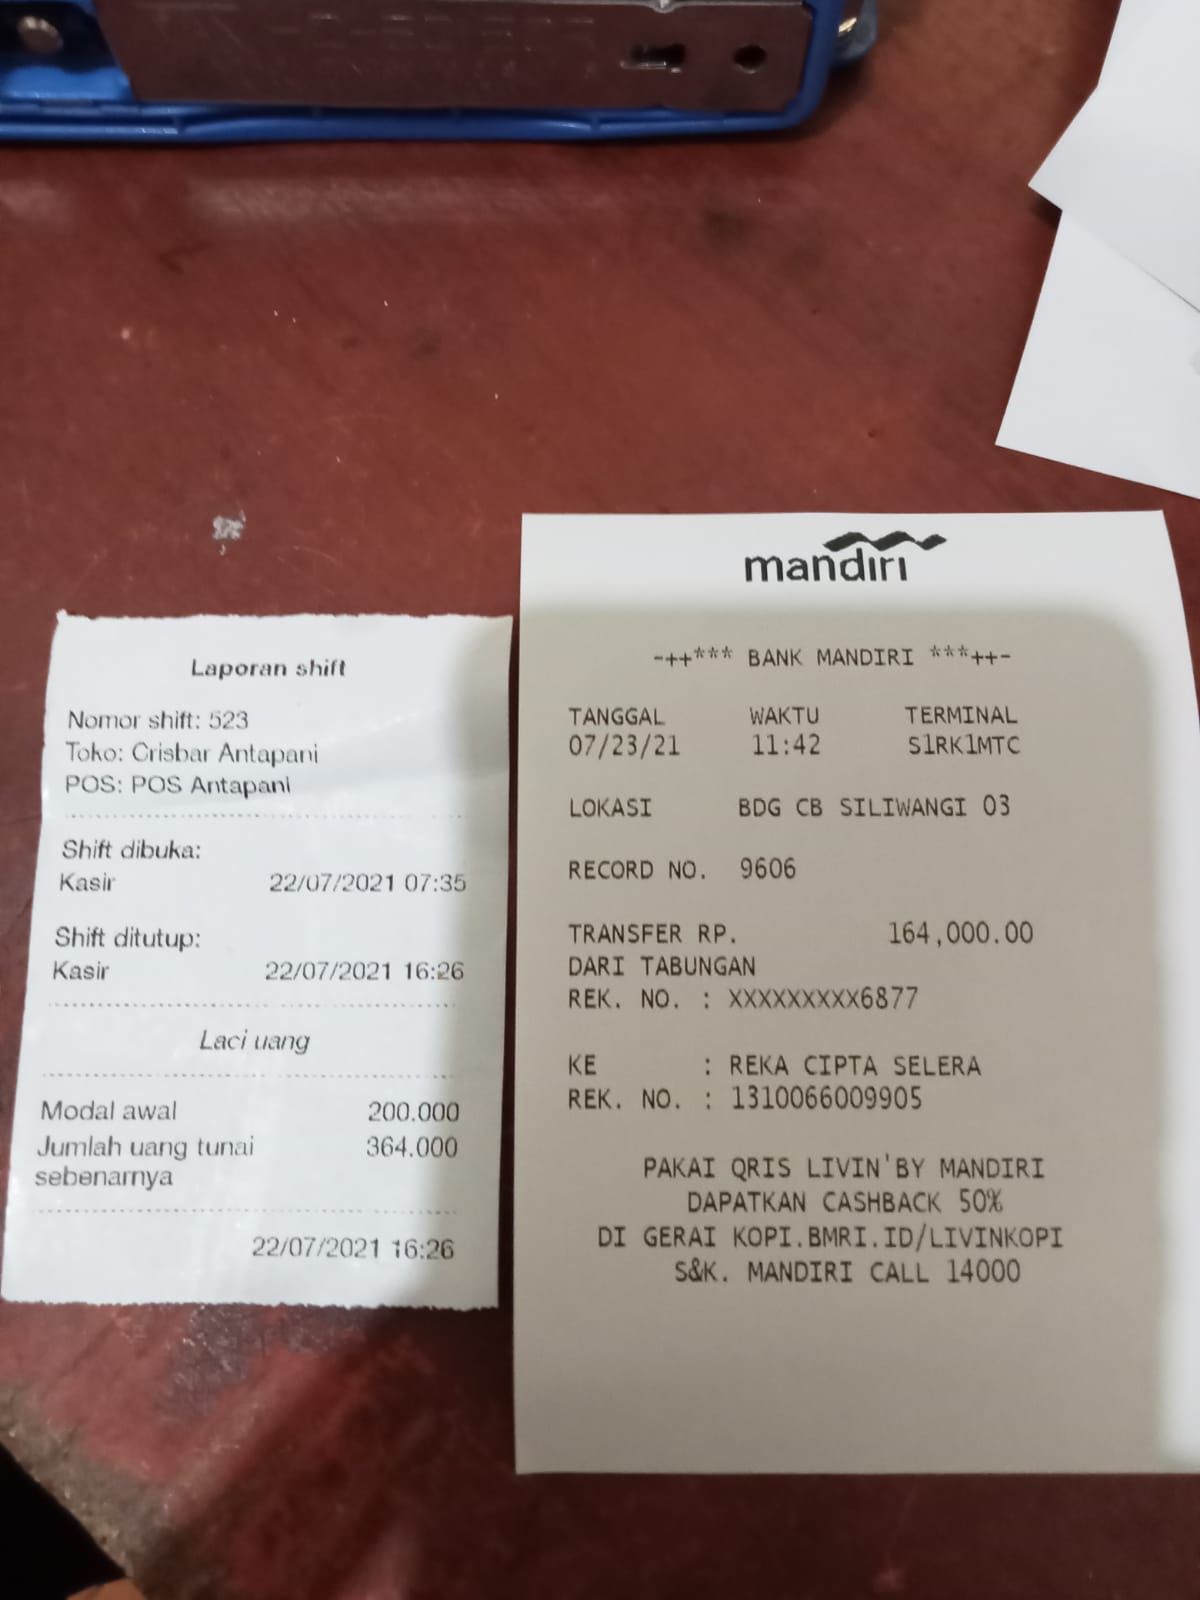 Laporan shift
Nomor shift: 523
Toko: Crisbar Antapani
POS: POS Antapani
Shift dibuka:
Kasir 22/07/2021 07:35
Shift ditutup:
Kasir 22/07/2021 16:26
Laci uang
Modal awal 200.000
Jumlah uang tunai 364.000
sebenarnya
22/07/2021 16:26
mandiri
-++*** BANK MANDIRI ***++-
TANGGAL WAKTU TERMINAL
07/23/21 11:42 S1RK1MTC
LOKASI BDG CB SILIWANGI 03
RECORD NO. 9606
TRANSFER RP. 164,000.00
DARI TABUNGAN
REK. NO. : XXXXXXXXX6877
KE : REKA CIPTA SELERA
REK. NO. : 1310066009905
PAKAI QRIS LIVIN'BY MANDIRI
DAPATKAN CASHBACK 50%
DI GERAI KOPI.BMRI.ID/LIVINKOPI
S&K. MANDIRI CALL 14000